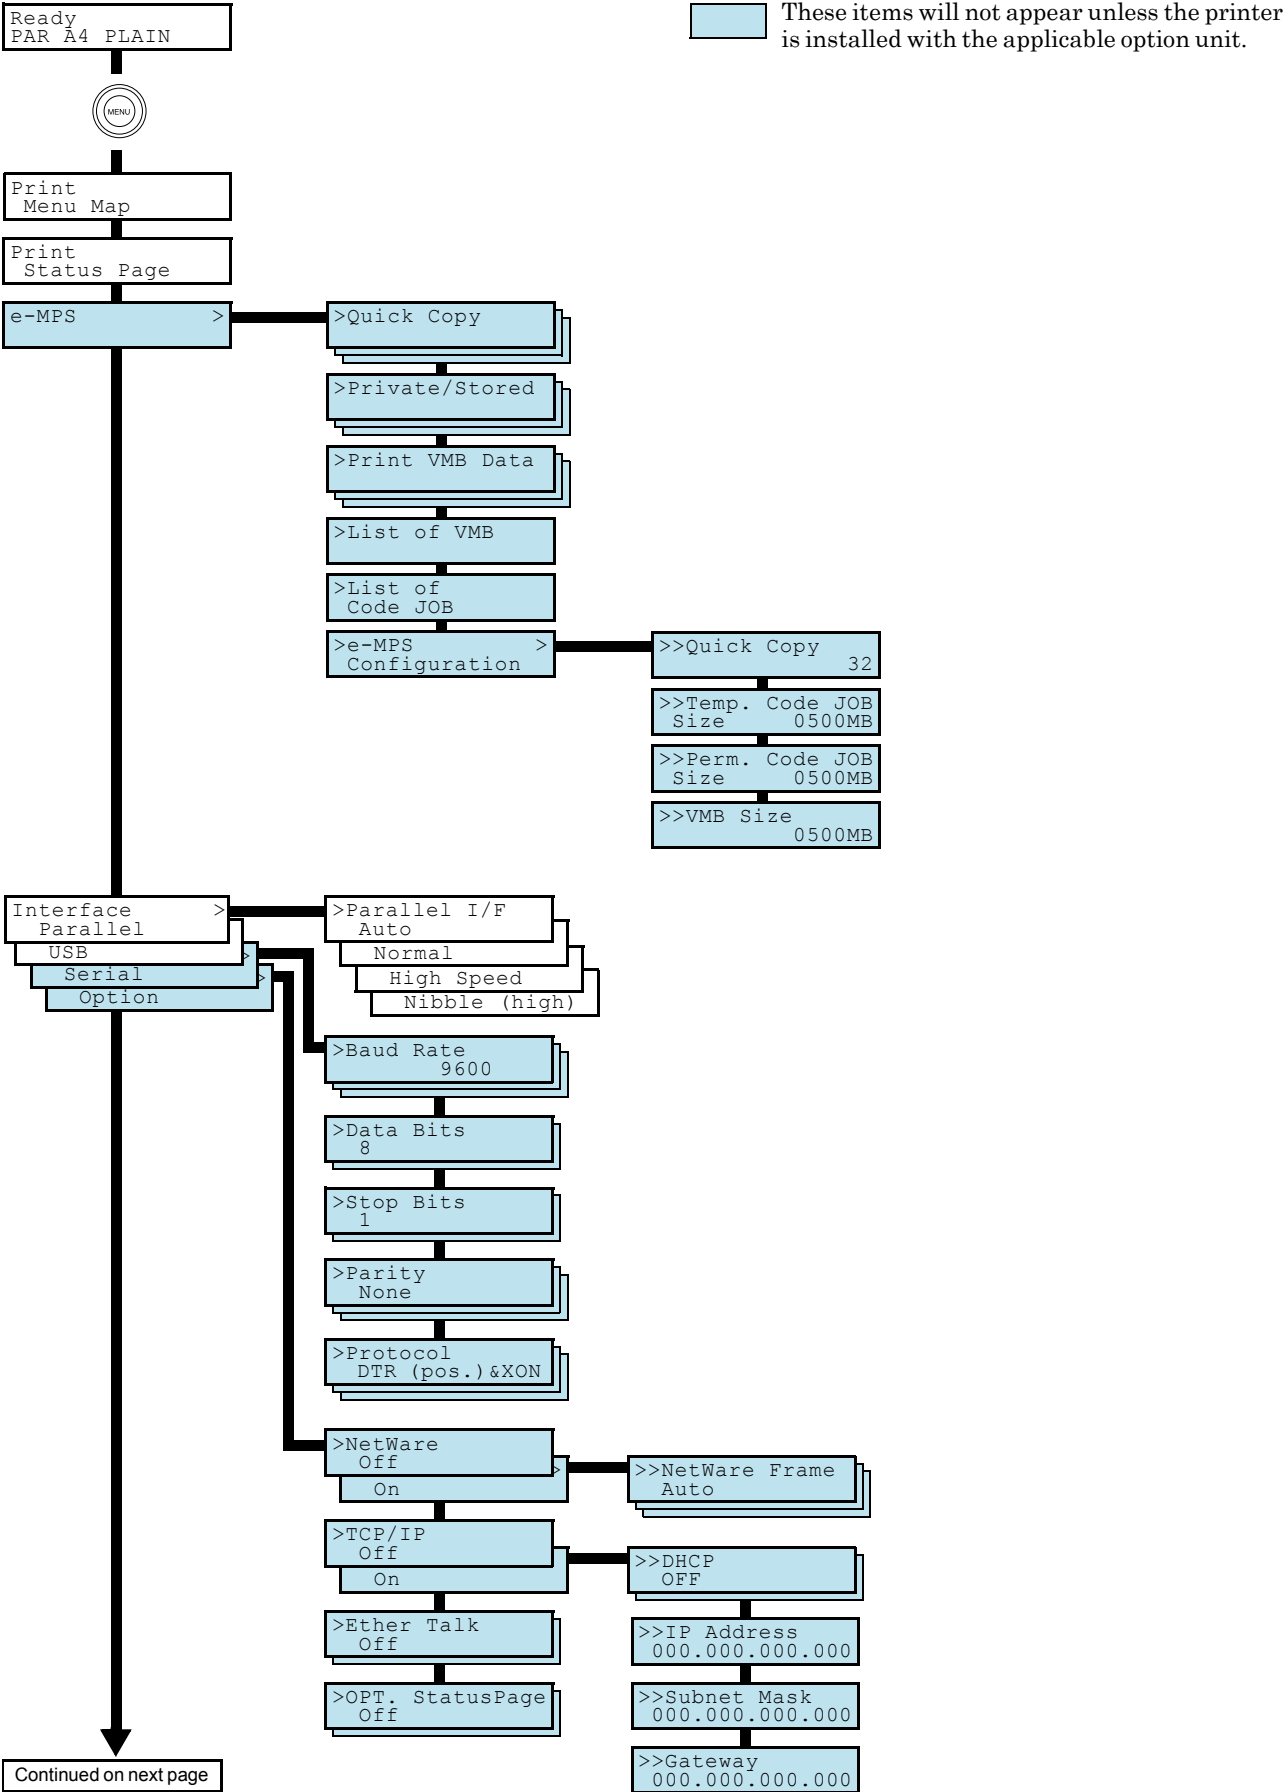 Ready
PAR A4 PLAIN
These items will not appear unless the printer
is installed with the applicable option unit.
MENU
Print
Menu Map
Print
Status Page
e-MPS >
>Quick Copy
>Private/Stored
>Print VMB Data
>List of VMB
>List of
Code JOB
>e-MPS >
Configuration
>>Quick Copy
32
>>Temp. Code JOB
Size 0500MB
>>Perm. Code JOB
Size 0500MB
>>VMB Size
0500MB
Interface >
Parallel
USB
Serial >
Option >
>Parallel I/F
Auto
Normal
High Speed
Nibble (high)
>Baud Rate
9600
>Data Bits
8
>Stop Bits
1
>Parity
None
>Protocol
DTR (pos.)&XON
>NetWare
Off
On >
>>NetWare Frame
Auto
>TCP/IP
Off
On
>>DHCP
OFF
>>IP Address
000.000.000.000
>>Subnet Mask
000.000.000.000
>>Gateway
000.000.000.000
>Ether Talk
Off
>OPT. StatusPage
Off
Continued on next page